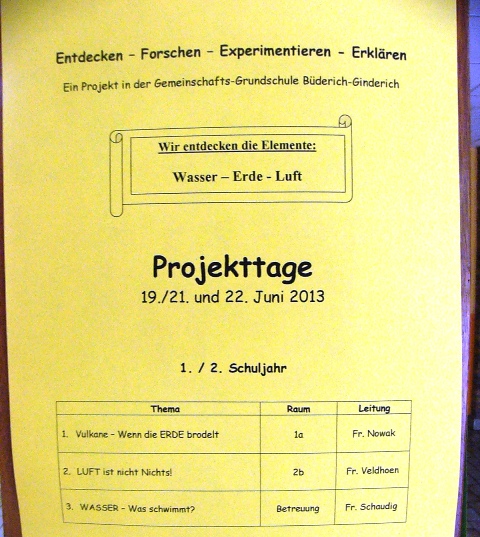 Entdecken – Forschen – Experimentieren – Erklären
Ein Projekt in der Gemeinschafts-Grundschule Büderich-Ginderich
Wir entdecken die Elemente:
Wasser – Erde - Luft
Projekttage
19./21. und 22. Juni 2013
1. / 2. Schuljahr
Thema Raum Leitung
1. Vulkane – Wenn die ERDE brodelt 1a Fr. Nowak
2. LUFT ist nicht Nichts! 2b Fr. Veldhoen
3. WASSER – Was schwimmt? Betreuung Fr. Schaudig